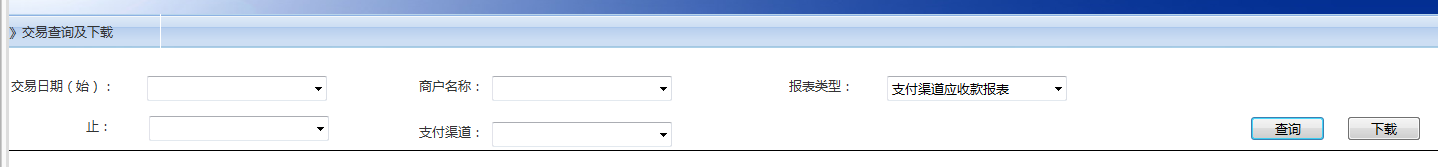 》交易查询及下载
交易日期（始）： 商户名称： 报表类型： 支付渠道应收款报表
止： 支付渠道： 查询 下载